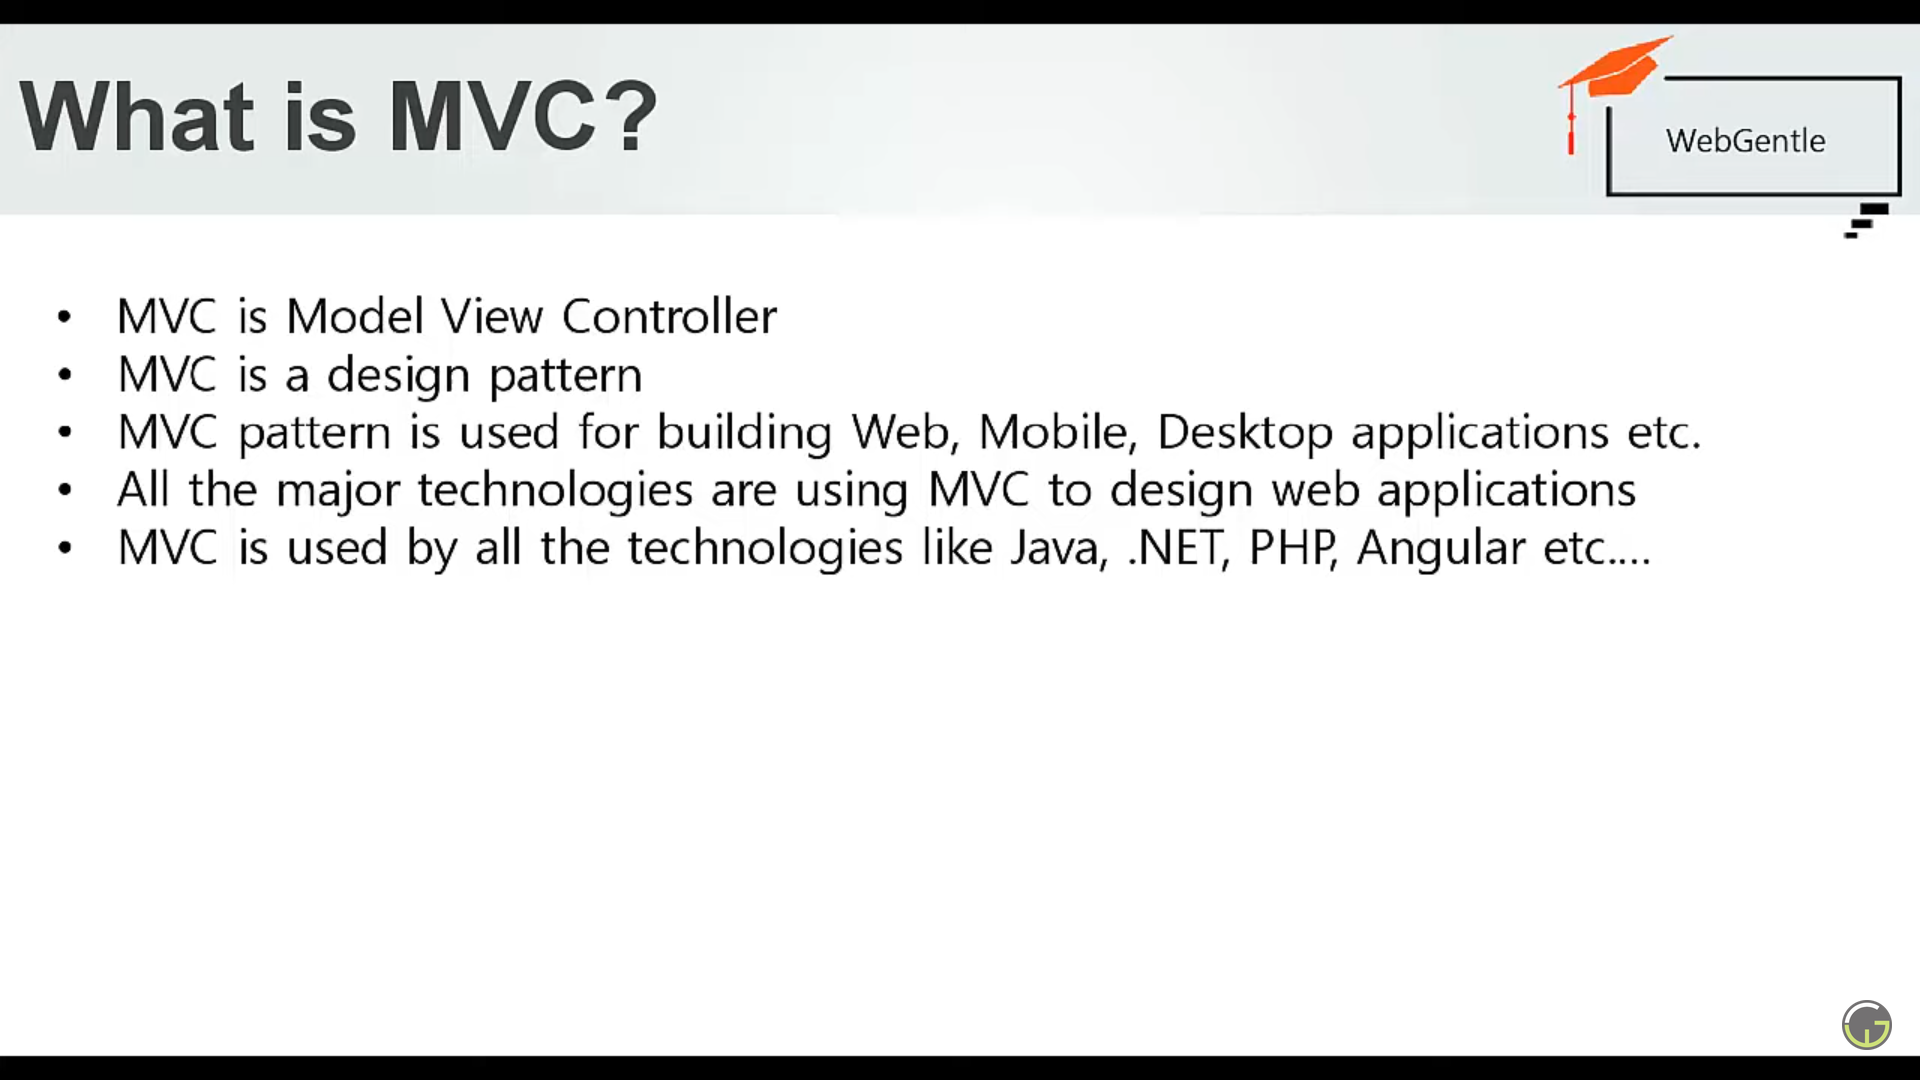 What is MVC?
WebGentle
• MVC is Model View Controller
• MVC is a design pattern
• MVC pattern is used for building Web, Mobile, Desktop applications etc.
• All the major technologies are using MVC to design web applications
• MVC is used by all the technologies like Java, .NET, PHP, Angular etc....